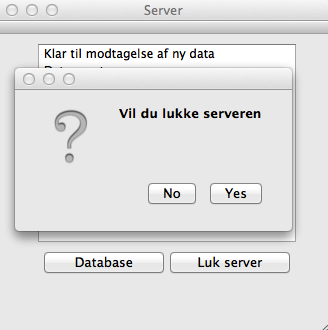 Server
Klar til modtagelse af ny data
Vil du lukke serveren
No
Yes
Database
Luk server